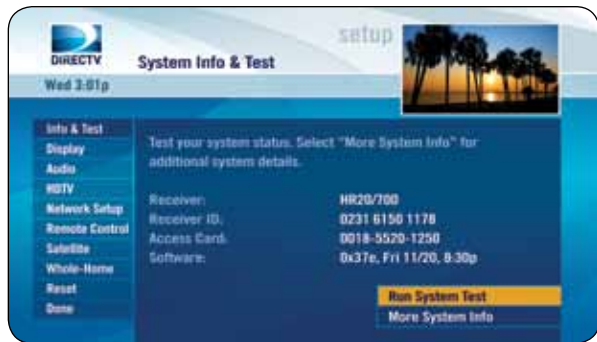 setup
DIRECTV
System Info & Test
Wed 3:01p
Info & Test
Display
Audio
HDTV
Network Setup
Remote Control
Satellite
Whole-Home
Reset
Done
Test your system status. Select "More System Info" for
additional system details.
Receiver: HR20/700
Receiver ID: 0231 6150 1178
Access Card: 0018-5520-1250
Software: 0x37e, Fri 11/20, 8:30p
Run System Test
More System Info